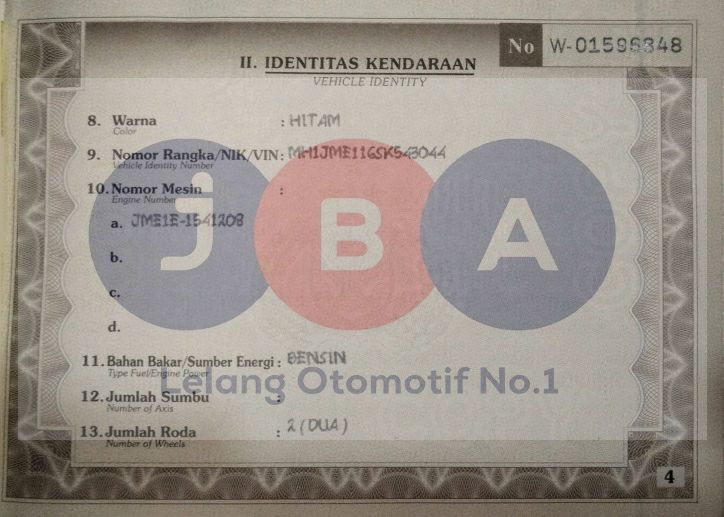 No W-01596848
II. IDENTITAS KENDARAAN
VEHICLE IDENTITY
8. Warna : HITAM
Color
9. Nomor Rangka/NIK/VIN: MH1JME116SK543044
Vehicle Identity Number
10. Nomor Mesin :
Engine Number
a. JME1E-1541208
b.
c.
d.
jBA
11. Bahan Bakar/Sumber Energi : BENSIN
Type Fuel/Engine Power
Lelang Otomotif No.1
12. Jumlah Sumbu :
Number of Axis
13. Jumlah Roda : 2 (DUA)
Number of Wheels
4